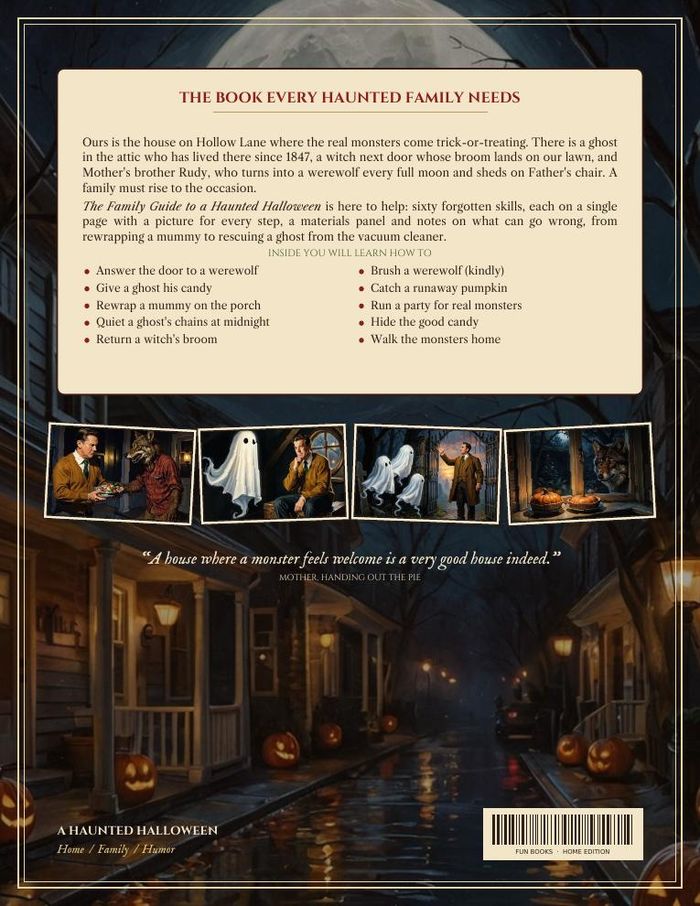 THE BOOK EVERY HAUNTED FAMILY NEEDS
Ours is the house on Hollow Lane where the real monsters come trick-or-treating. There is a ghost
in the attic who has lived there since 1847, a witch next door whose broom lands on our lawn, and
Mother's brother Rudy, who turns into a werewolf every full moon and sheds on Father's chair. A
family must rise to the occasion.
The Family Guide to a Haunted Halloween is here to help: sixty forgotten skills, each on a single
page with a picture for every step, a materials panel and notes on what can go wrong, from
rewrapping a mummy to rescuing a ghost from the vacuum cleaner.
INSIDE YOU WILL LEARN HOW TO
• Answer the door to a werewolf
• Give a ghost his candy
• Rewrap a mummy on the porch
• Quiet a ghost's chains at midnight
• Return a witch's broom
• Brush a werewolf (kindly)
• Catch a runaway pumpkin
• Run a party for real monsters
• Hide the good candy
• Walk the monsters home
“A house where a monster feels welcome is a very good house indeed.”
MOTHER, HANDING OUT THE PIE
A HAUNTED HALLOWEEN
Home / Family / Humor
FUN BOOKS · HOME EDITION